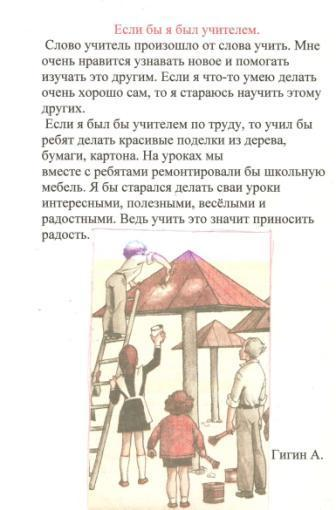 Если бы я был учителем.
Слово учитель произошло от слова учить. Мне
очень нравится узнавать новое и помогать
изучать это другим. Если я что-то умею делать
очень хорошо сам, то я стараюсь научить этому
других.
Если я был бы учителем по труду, то учил бы
ребят делать красивые поделки из дерева,
бумаги, картона. На уроках мы
вместе с ребятами ремонтировали бы школьную
мебель. Я бы старался делать сваи уроки
интересными, полезными, весёлыми и
радостными. Ведь учить это значит приносить
радость.
Гигин А.